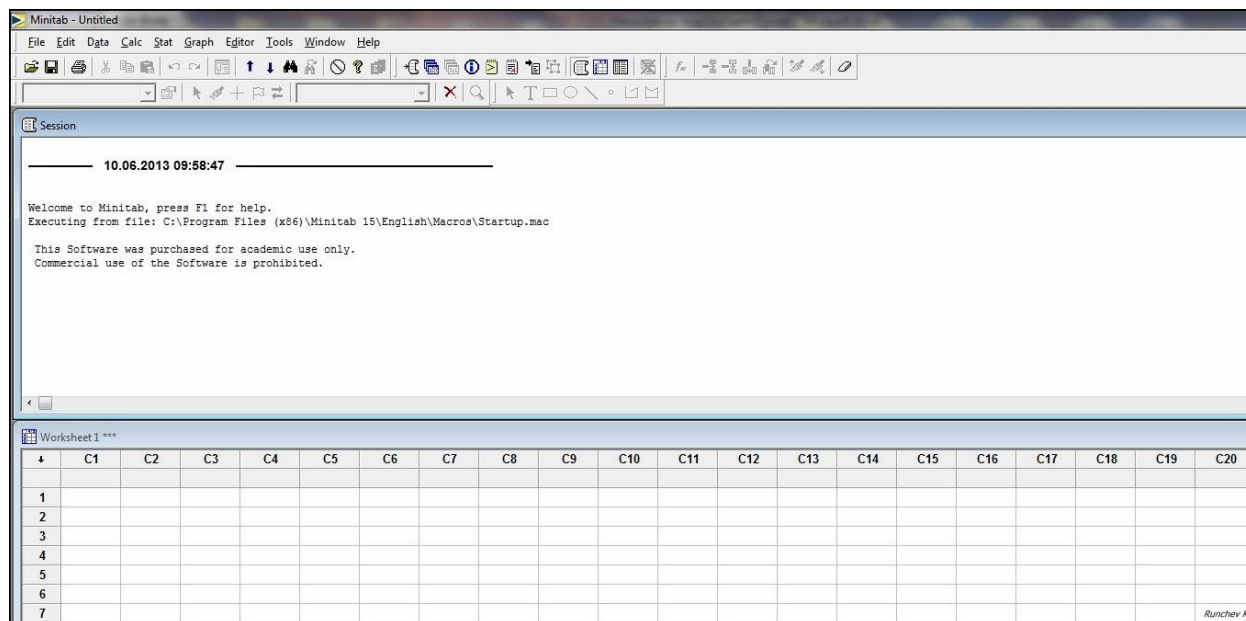 Minitab - Untitled
File Edit Data Calc Stat Graph Editor Tools Window Help
Session
10.06.2013 09:58:47
Welcome to Minitab, press F1 for help.
Executing from file: C:\Program Files (x86)\Minitab 15\English\Macros\Startup.mac
This Software was purchased for academic use only.
Commercial use of the Software is prohibited.
Worksheet 1 ***
C1 C2 C3 C4 C5 C6 C7 C8 C9 C10 C11 C12 C13 C14 C15 C16 C17 C18 C19 C20
1
2
3
4
5
6
7
Runchev